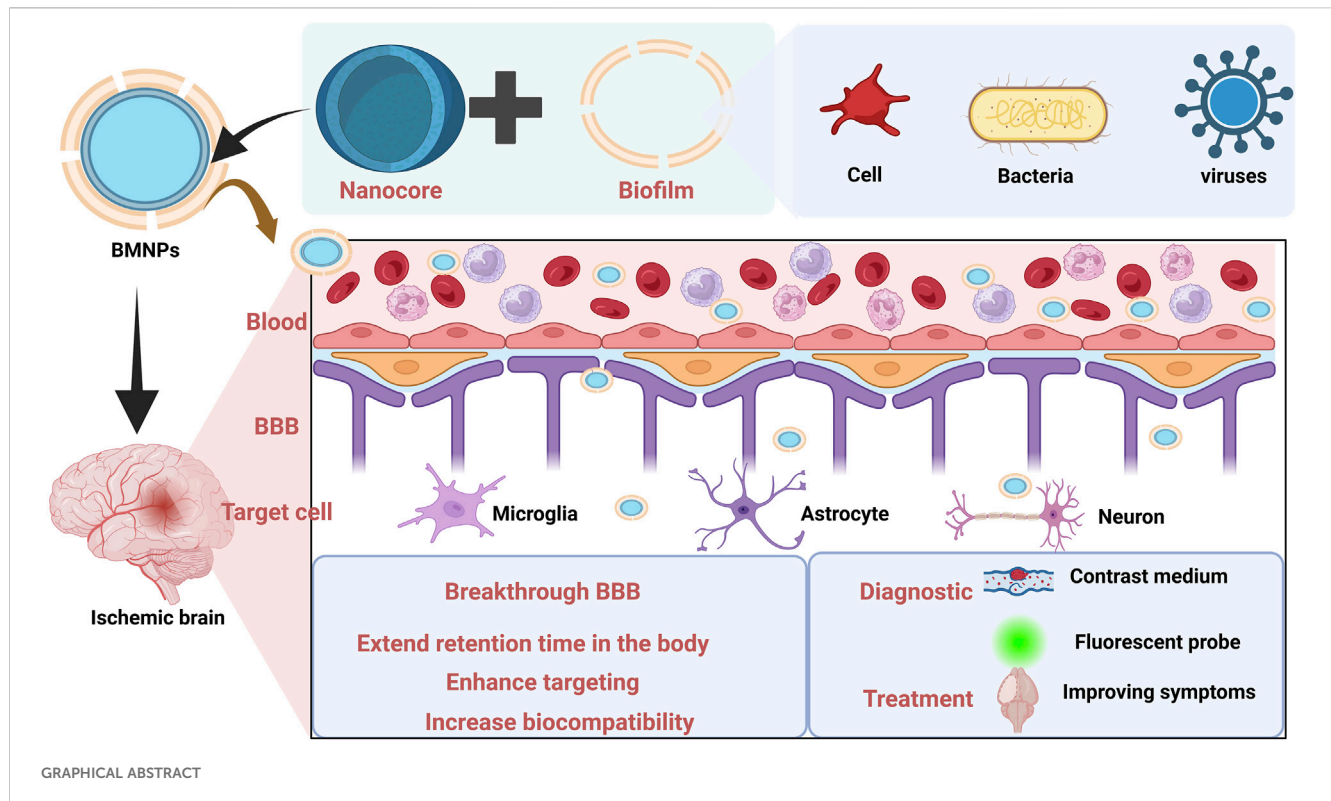 Nanocore
Biofilm
Cell
Bacteria
viruses
BMNPs
Blood
BBB
Target cell
Microglia
Astrocyte
Neuron
Ischemic brain
Breakthrough BBB
Extend retention time in the body
Enhance targeting
Increase biocompatibility
Diagnostic
Contrast medium
Fluorescent probe
Treatment
Improving symptoms
GRAPHICAL ABSTRACT